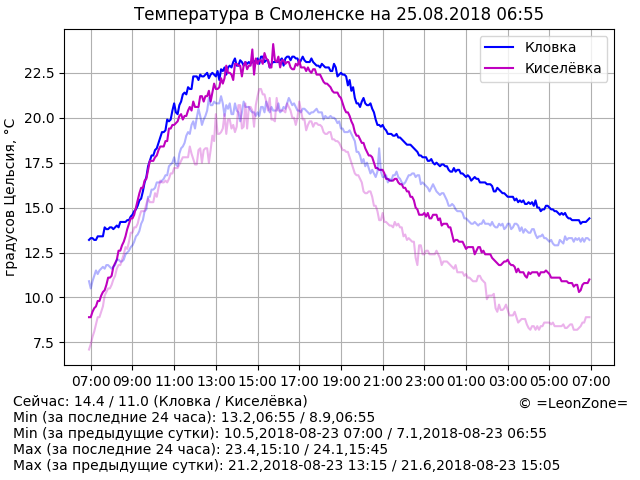 Температура в Смоленске на 25.08.2018 06:55
градусов Цельсия, °C
22.5
20.0
17.5
15.0
12.5
10.0
7.5
Кловка
Киселёвка
07:00 09:00 11:00 13:00 15:00 17:00 19:00 21:00 23:00 01:00 03:00 05:00 07:00
Сейчас: 14.4 / 11.0 (Кловка / Киселёвка)
© =LeonZone=
Min (за последние 24 часа): 13.2,06:55 / 8.9,06:55
Min (за предыдущие сутки): 10.5,2018-08-23 07:00 / 7.1,2018-08-23 06:55
Max (за последние 24 часа): 23.4,15:10 / 24.1,15:45
Max (за предыдущие сутки): 21.2,2018-08-23 13:15 / 21.6,2018-08-23 15:05